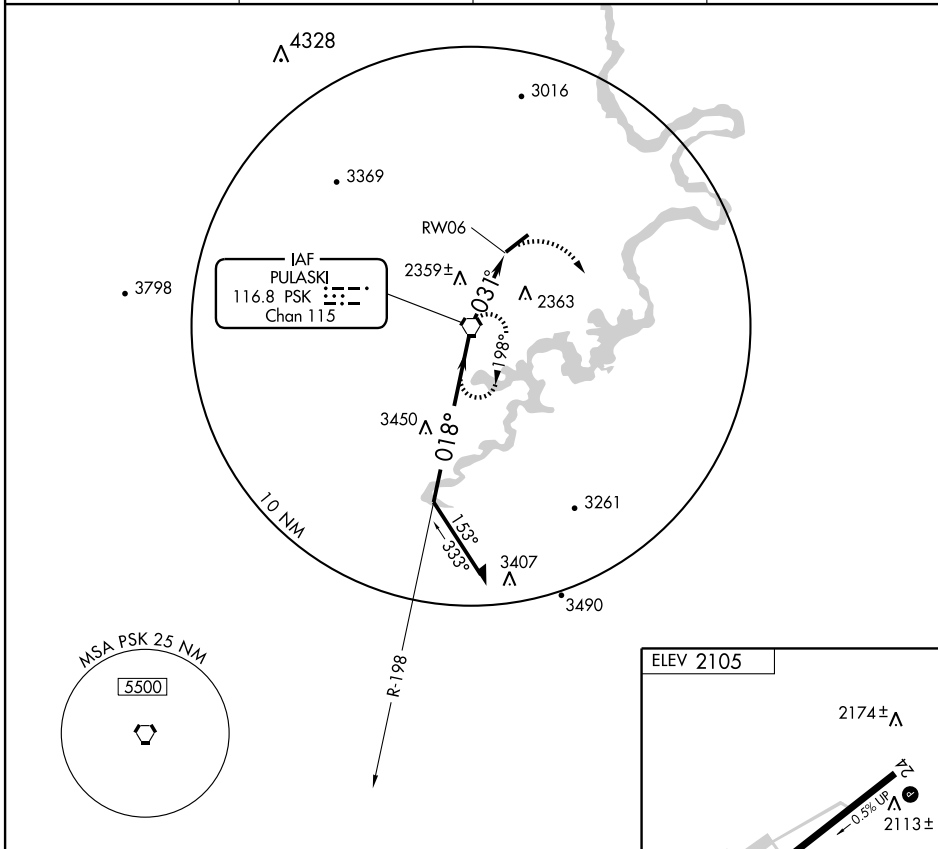 4328
3016
3369
RW06
IAF
PULASKI
116.8 PSK
Chan 115
2359±
031°
2363
3798
198°
3450
018°
10 NM
153°
333°
3261
3407
3490
R-198
MSA PSK 25 NM
5500
ELEV 2105
2174±
24
P
0.5% UP
2113±